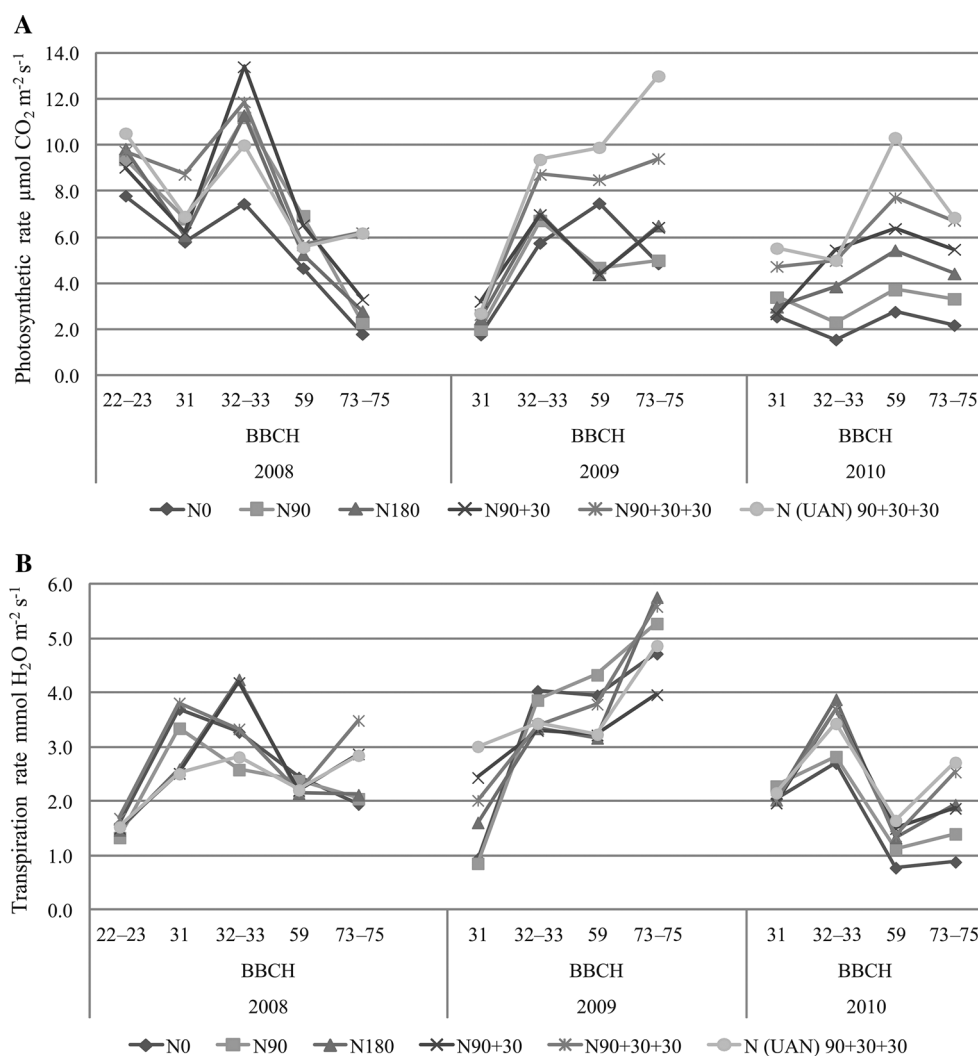 A
Photosynthetic rate µmol CO₂ m⁻² s⁻¹
14.0
12.0
10.0
8.0
6.0
4.0
2.0
0.0
22–23 31 32–33 59 73–75 31 32–33 59 73–75 31 32–33 59 73–75
BBCH BBCH BBCH
2008 2009 2010
N0 N90 N180 N90+30 N90+30+30 N (UAN) 90+30+30
B
Transpiration rate mmol H₂O m⁻² s⁻¹
6.0
5.0
4.0
3.0
2.0
1.0
0.0
22–23 31 32–33 59 73–75 31 32–33 59 73–75 31 32–33 59 73–75
BBCH BBCH BBCH
2008 2009 2010
N0 N90 N180 N90+30 N90+30+30 N (UAN) 90+30+30